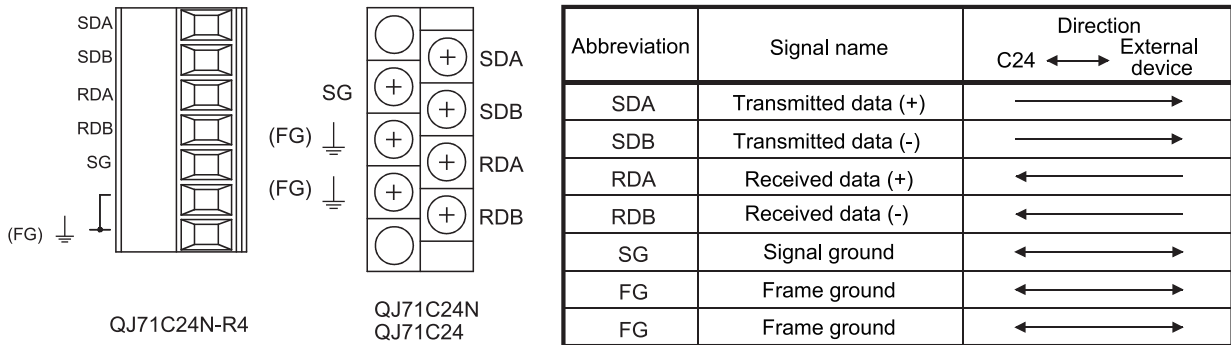 SDA
SDB
RDA
RDB
SG
(FG)
QJ71C24N-R4
SG
(FG)
(FG)
SDA
SDB
RDA
RDB
QJ71C24N
QJ71C24
Abbreviation Signal name Direction
C24 External
device
SDA Transmitted data (+)
SDB Transmitted data (-)
RDA Received data (+)
RDB Received data (-)
SG Signal ground
FG Frame ground
FG Frame ground